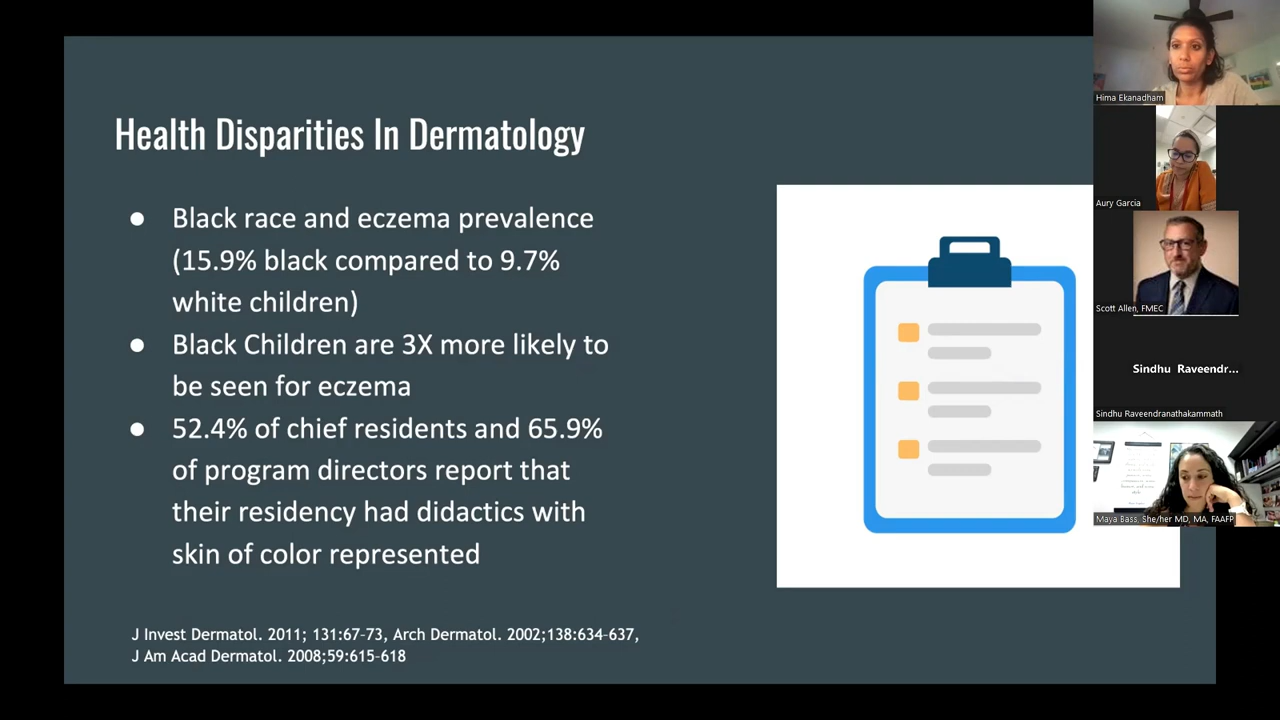 Health Disparities In Dermatology
● Black race and eczema prevalence
(15.9% black compared to 9.7%
white children)
● Black Children are 3X more likely to
be seen for eczema
● 52.4% of chief residents and 65.9%
of program directors report that
their residency had didactics with
skin of color represented
J Invest Dermatol. 2011; 131:67–73, Arch Dermatol. 2002;138:634–637,
J Am Acad Dermatol. 2008;59:615–618
Hima Ekanadham
Aury Garcia
Scott Allen, FMEC
Sindhu Raveendr...
Sindhu Raveendranathakammath
Maya Bass, She/her MD, MA, FAAFP